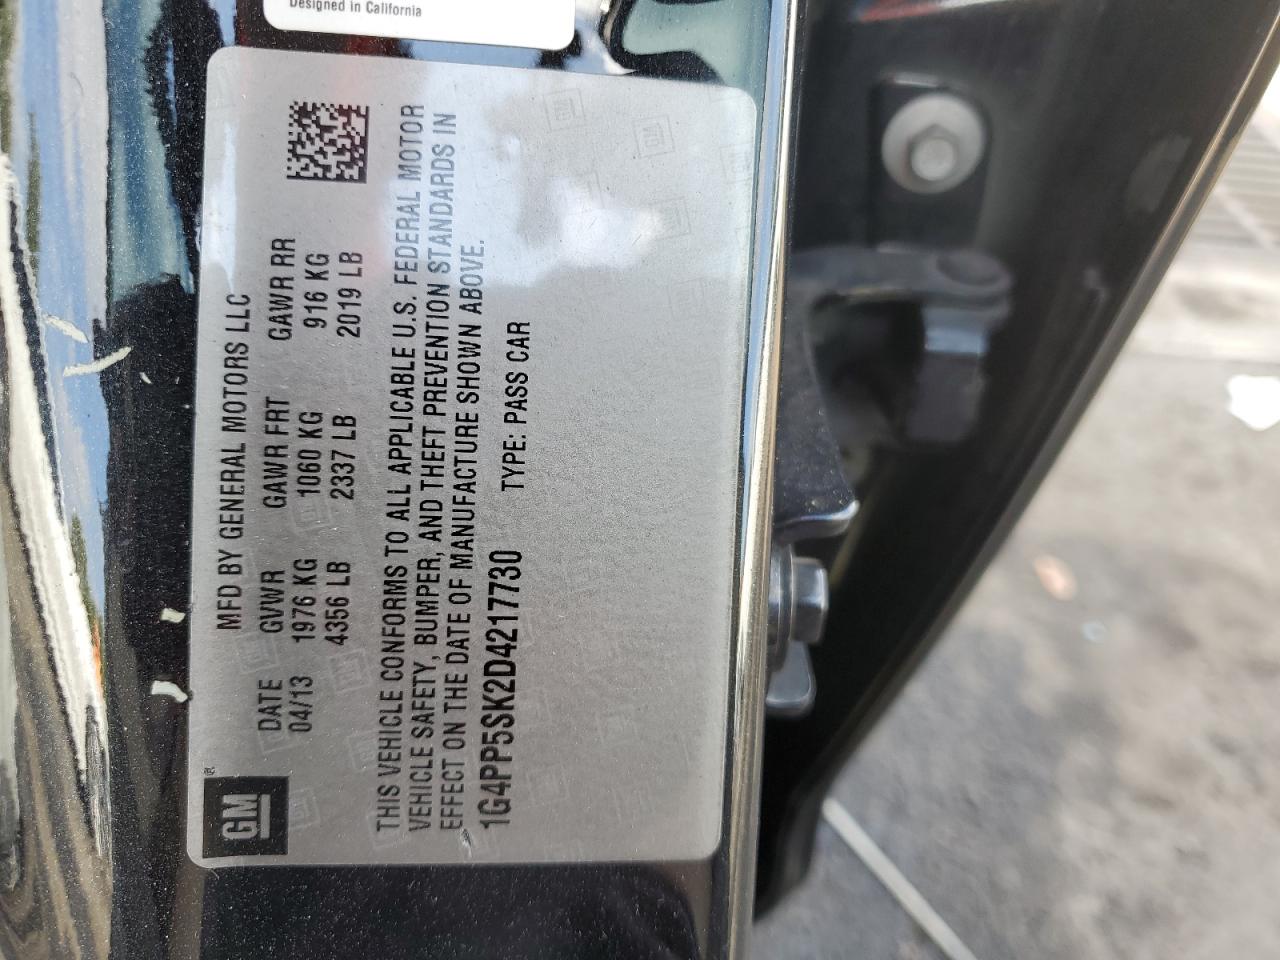 Designed in California
GM
MFD BY GENERAL MOTORS LLC
DATE GVWR GAWR FRT GAWR RR
04/13 1976 KG 1060 KG 916 KG
4356 LB 2337 LB 2019 LB
THIS VEHICLE CONFORMS TO ALL APPLICABLE U.S. FEDERAL MOTOR
VEHICLE SAFETY, BUMPER, AND THEFT PREVENTION STANDARDS IN
EFFECT ON THE DATE OF MANUFACTURE SHOWN ABOVE.
1G4PP5SK2D4217730 TYPE: PASS CAR